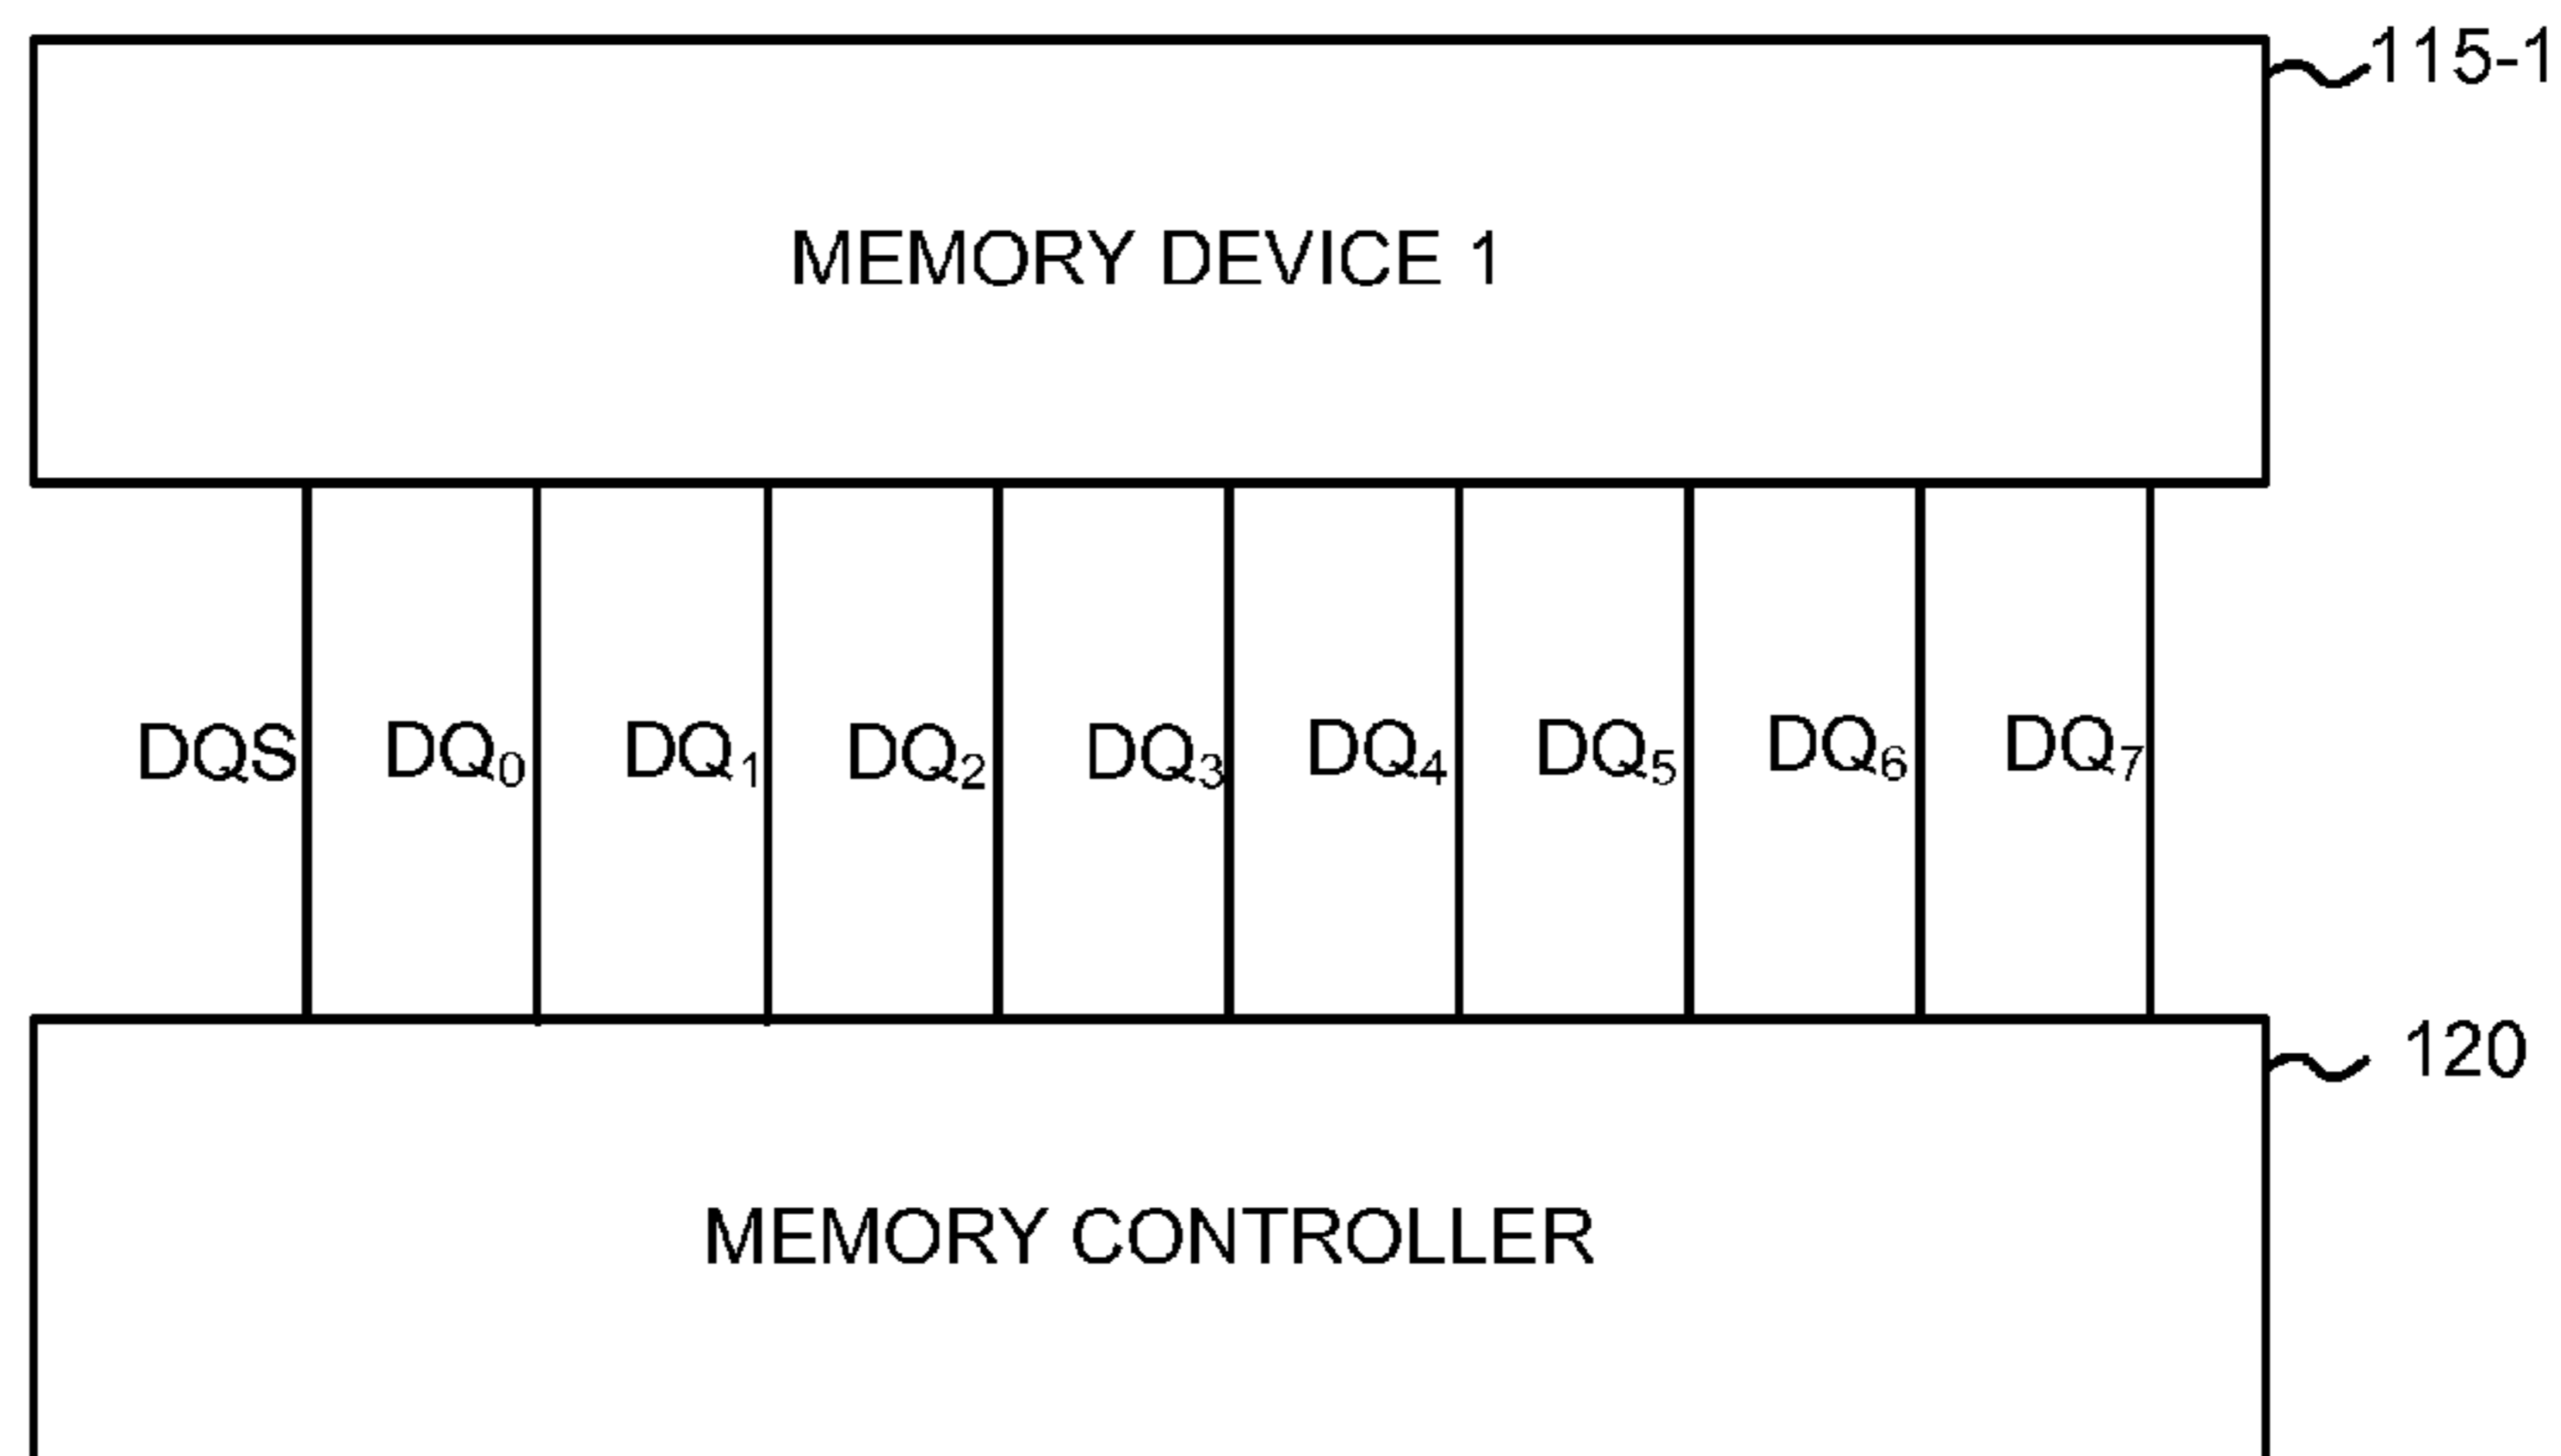 115-1
MEMORY DEVICE 1
DQS DQ₀ DQ₁ DQ₂ DQ₃ DQ₄ DQ₅ DQ₆ DQ₇
120
MEMORY CONTROLLER